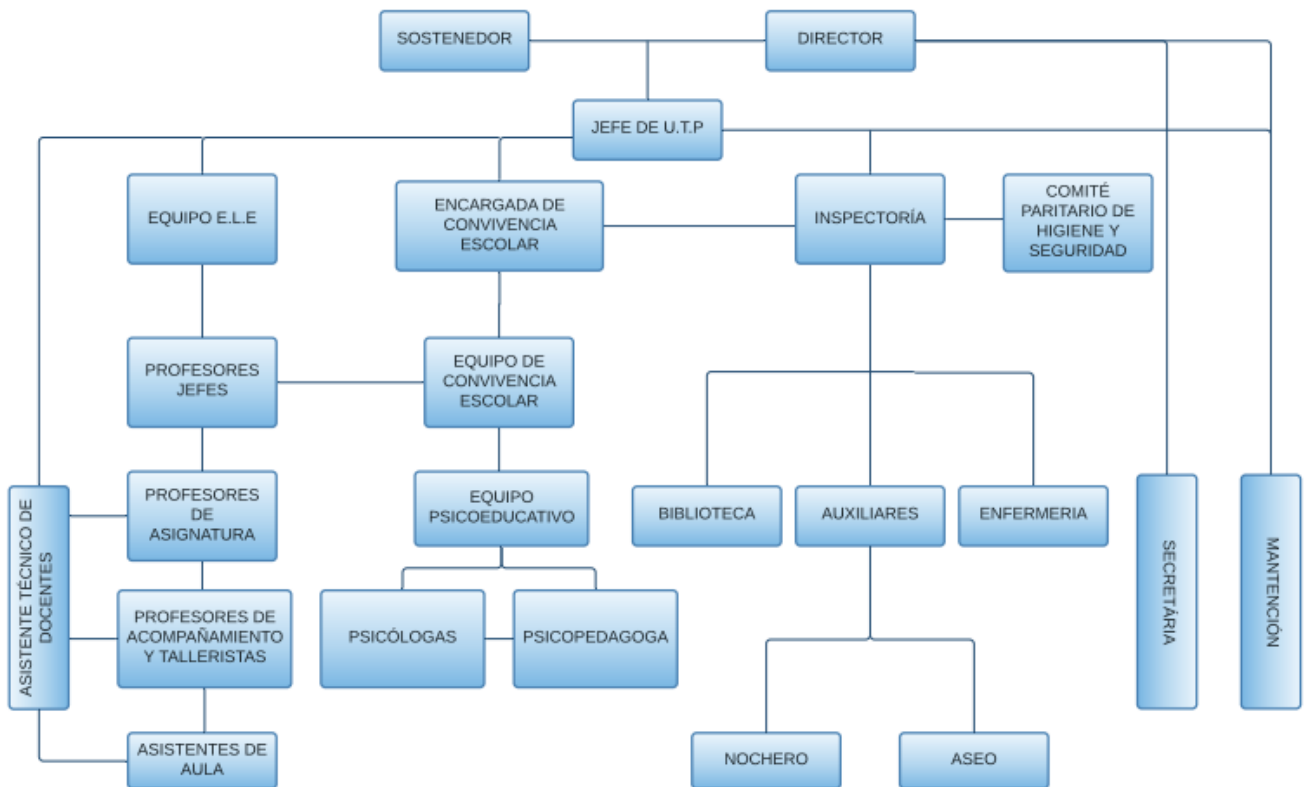 SOSTENEDOR
DIRECTOR
JEFE DE U.T.P
EQUIPO E.L.E
ENCARGADA DE
CONVIVENCIA
ESCOLAR
INSPECTORÍA
COMITÉ
PARITARIO DE
HIGIENE Y
SEGURIDAD
PROFESORES
JEFES
EQUIPO DE
CONVIVENCIA
ESCOLAR
ASISTENTE TÉCNICO DE
DOCENTES
PROFESORES
DE
ASIGNATURA
EQUIPO
PSICOEDUCATIVO
BIBLIOTECA
AUXILIARES
ENFERMERIA
SECRETÁRIA
MANTENCIÓN
PROFESORES DE
ACOMPAÑAMIENTO
Y TALLERISTAS
PSICÓLOGAS
PSICOPEDAGOGA
ASISTENTES DE
AULA
NOCHERO
ASEO